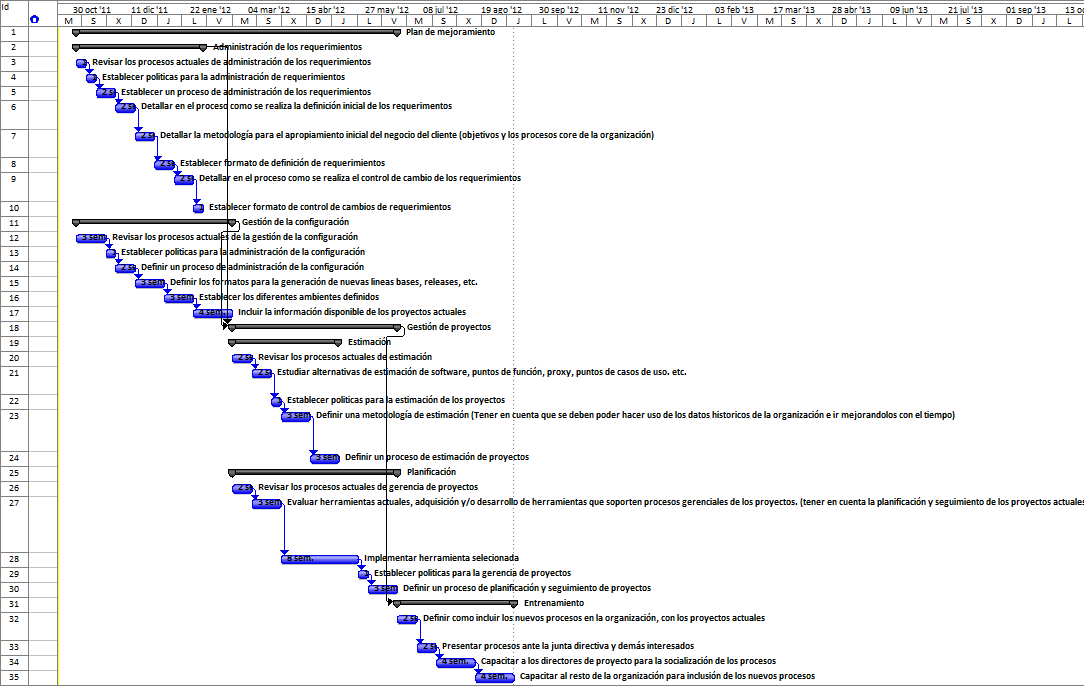 Id
30 oct '11 11 dic '11 22 ene '12 04 mar '12 15 abr '12 27 may '12 08 jul '12 19 ago '12 30 sep '12 11 nov '12 23 dic '12 03 feb '13 17 mar '13 28 abr '13 09 jun '13 21 jul '13 01 sep '13 13 oc
M S X D J L V M S X D J L V M S X D J L V M S X D J L V M S X D J L V M S X D J L
1 Plan de mejoramiento
2 Administración de los requerimientos
3 Revisar los procesos actuales de administración de los requerimientos
4 Establecer politicas para la administración de requerimientos
5 2 se Establecer un proceso de administración de los requerimientos
6 2 se Detallar en el proceso como se realiza la definición inicial de los requerimentos
7 2 se Detallar la metodología para el apropiamiento inicial del negocio del cliente (objetivos y los procesos core de la organización)
8 2 se Establecer formato de definición de requerimientos
9 2 se Detallar en el proceso como se realiza el control de cambio de los requerimientos
10 Establecer formato de control de cambios de requerimientos
11 Gestión de la configuración
12 3 sem. Revisar los procesos actuales de la gestión de la configuración
13 Establecer politicas para la administración de la configuración
14 2 se Definir un proceso de administración de la configuración
15 3 sem. Definir los formatos para la generación de nuevas lineas bases, releases, etc.
16 3 sem. Establecer los diferentes ambientes definidos
17 4 sem. Incluir la información disponible de los proyectos actuales
18 Gestión de proyectos
19 Estimación
20 2 se Revisar los procesos actuales de estimación
21 2 se Estudiar alternativas de estimación de software, puntos de función, proxy, puntos de casos de uso. etc.
22 Establecer politicas para la estimación de los proyectos
23 3 sem. Definir una metodología de estimación (Tener en cuenta que se deben poder hacer uso de los datos historicos de la organización e ir mejorandolos con el tiempo)
24 3 sem. Definir un proceso de estimación de proyectos
25 Planificación
26 2 se Revisar los procesos actuales de gerencia de proyectos
27 3 sem. Evaluar herramientas actuales, adquisición y/o desarrollo de herramientas que soporten procesos gerenciales de los proyectos. (tener en cuenta la planificación y seguimiento de los proyectos actuales
28 8 sem. Implementar herramienta selecionada
29 Establecer politicas para la gerencia de proyectos
30 3 sem. Definir un proceso de planificación y seguimiento de proyectos
31 Entrenamiento
32 2 se Definir como incluir los nuevos procesos en la organización, con los proyectos actuales
33 2 se Presentar procesos ante la junta directiva y demás interesados
34 4 sem. Capacitar a los directores de proyecto para la socialización de los procesos
35 4 sem. Capacitar al resto de la organización para inclusión de los nuevos procesos